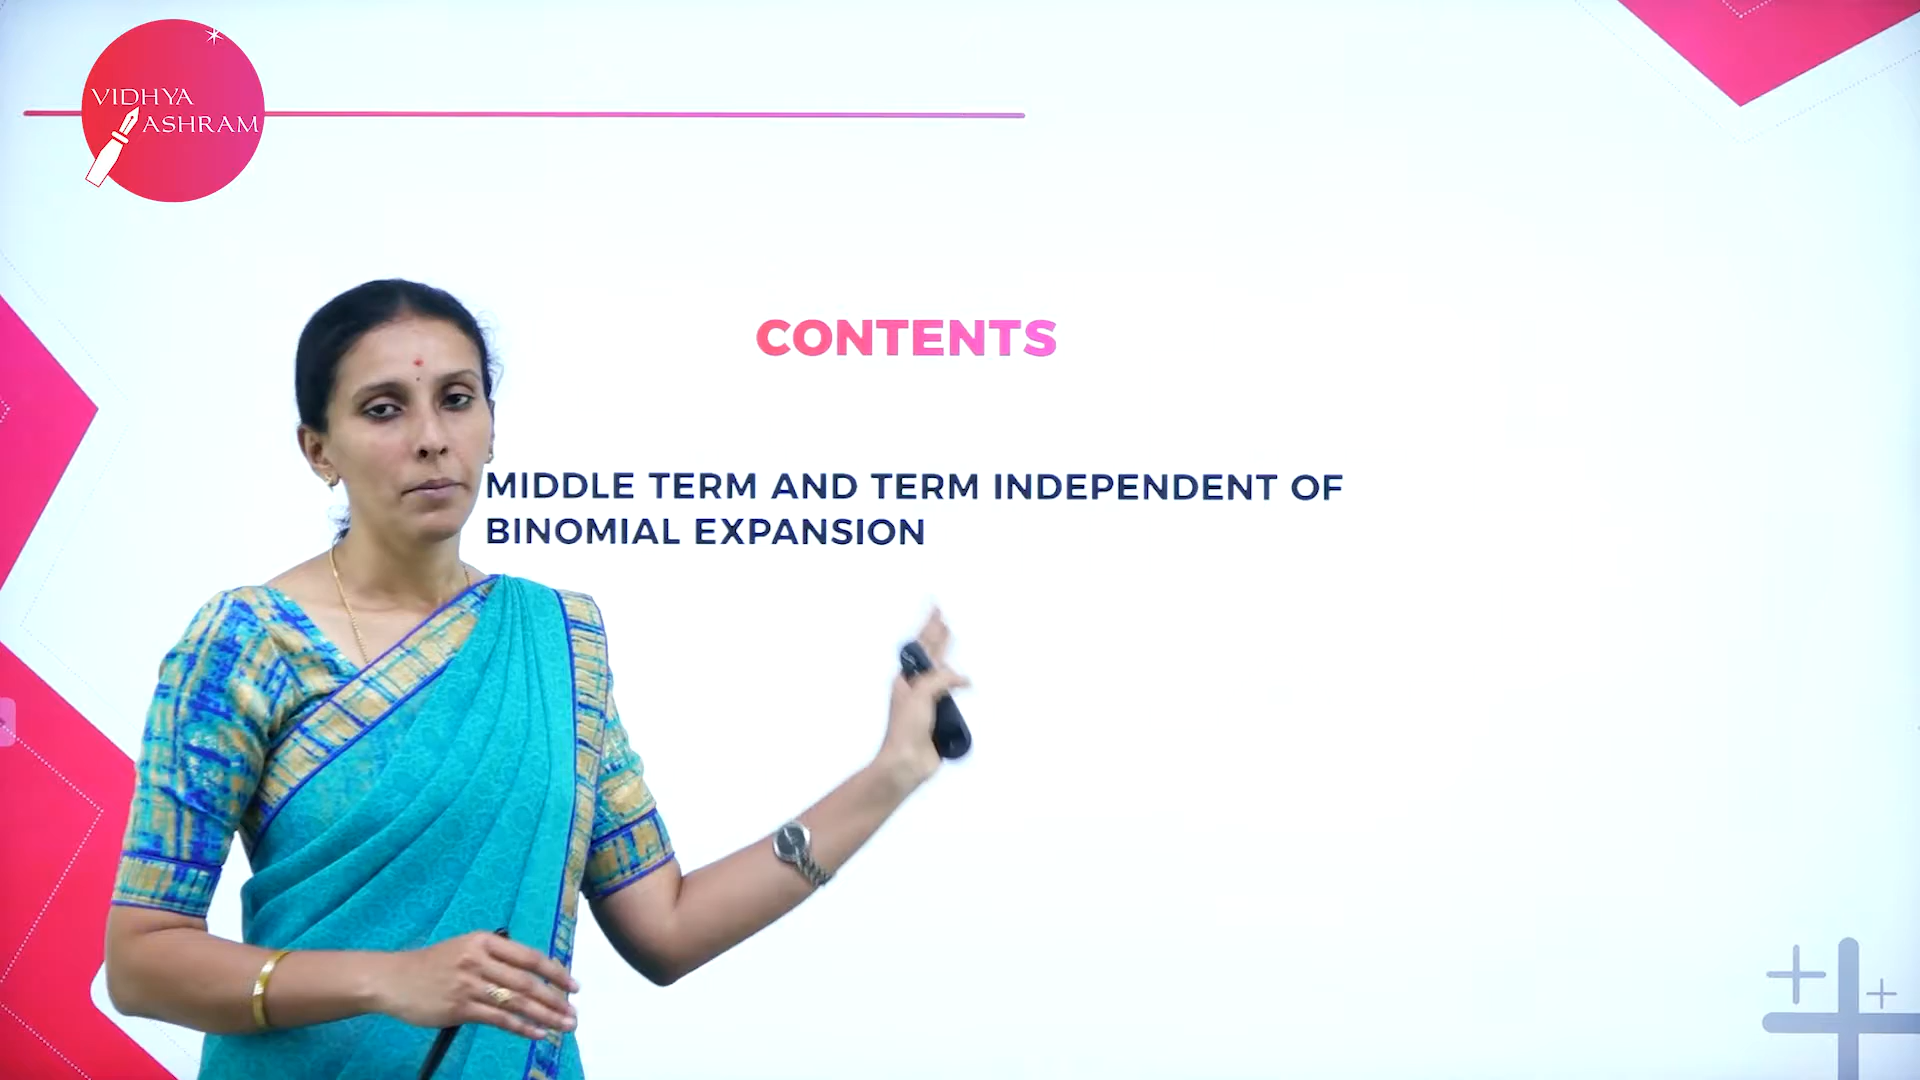 VIDHYA
ASHRAM
CONTENTS
MIDDLE TERM AND TERM INDEPENDENT OF
BINOMIAL EXPANSION